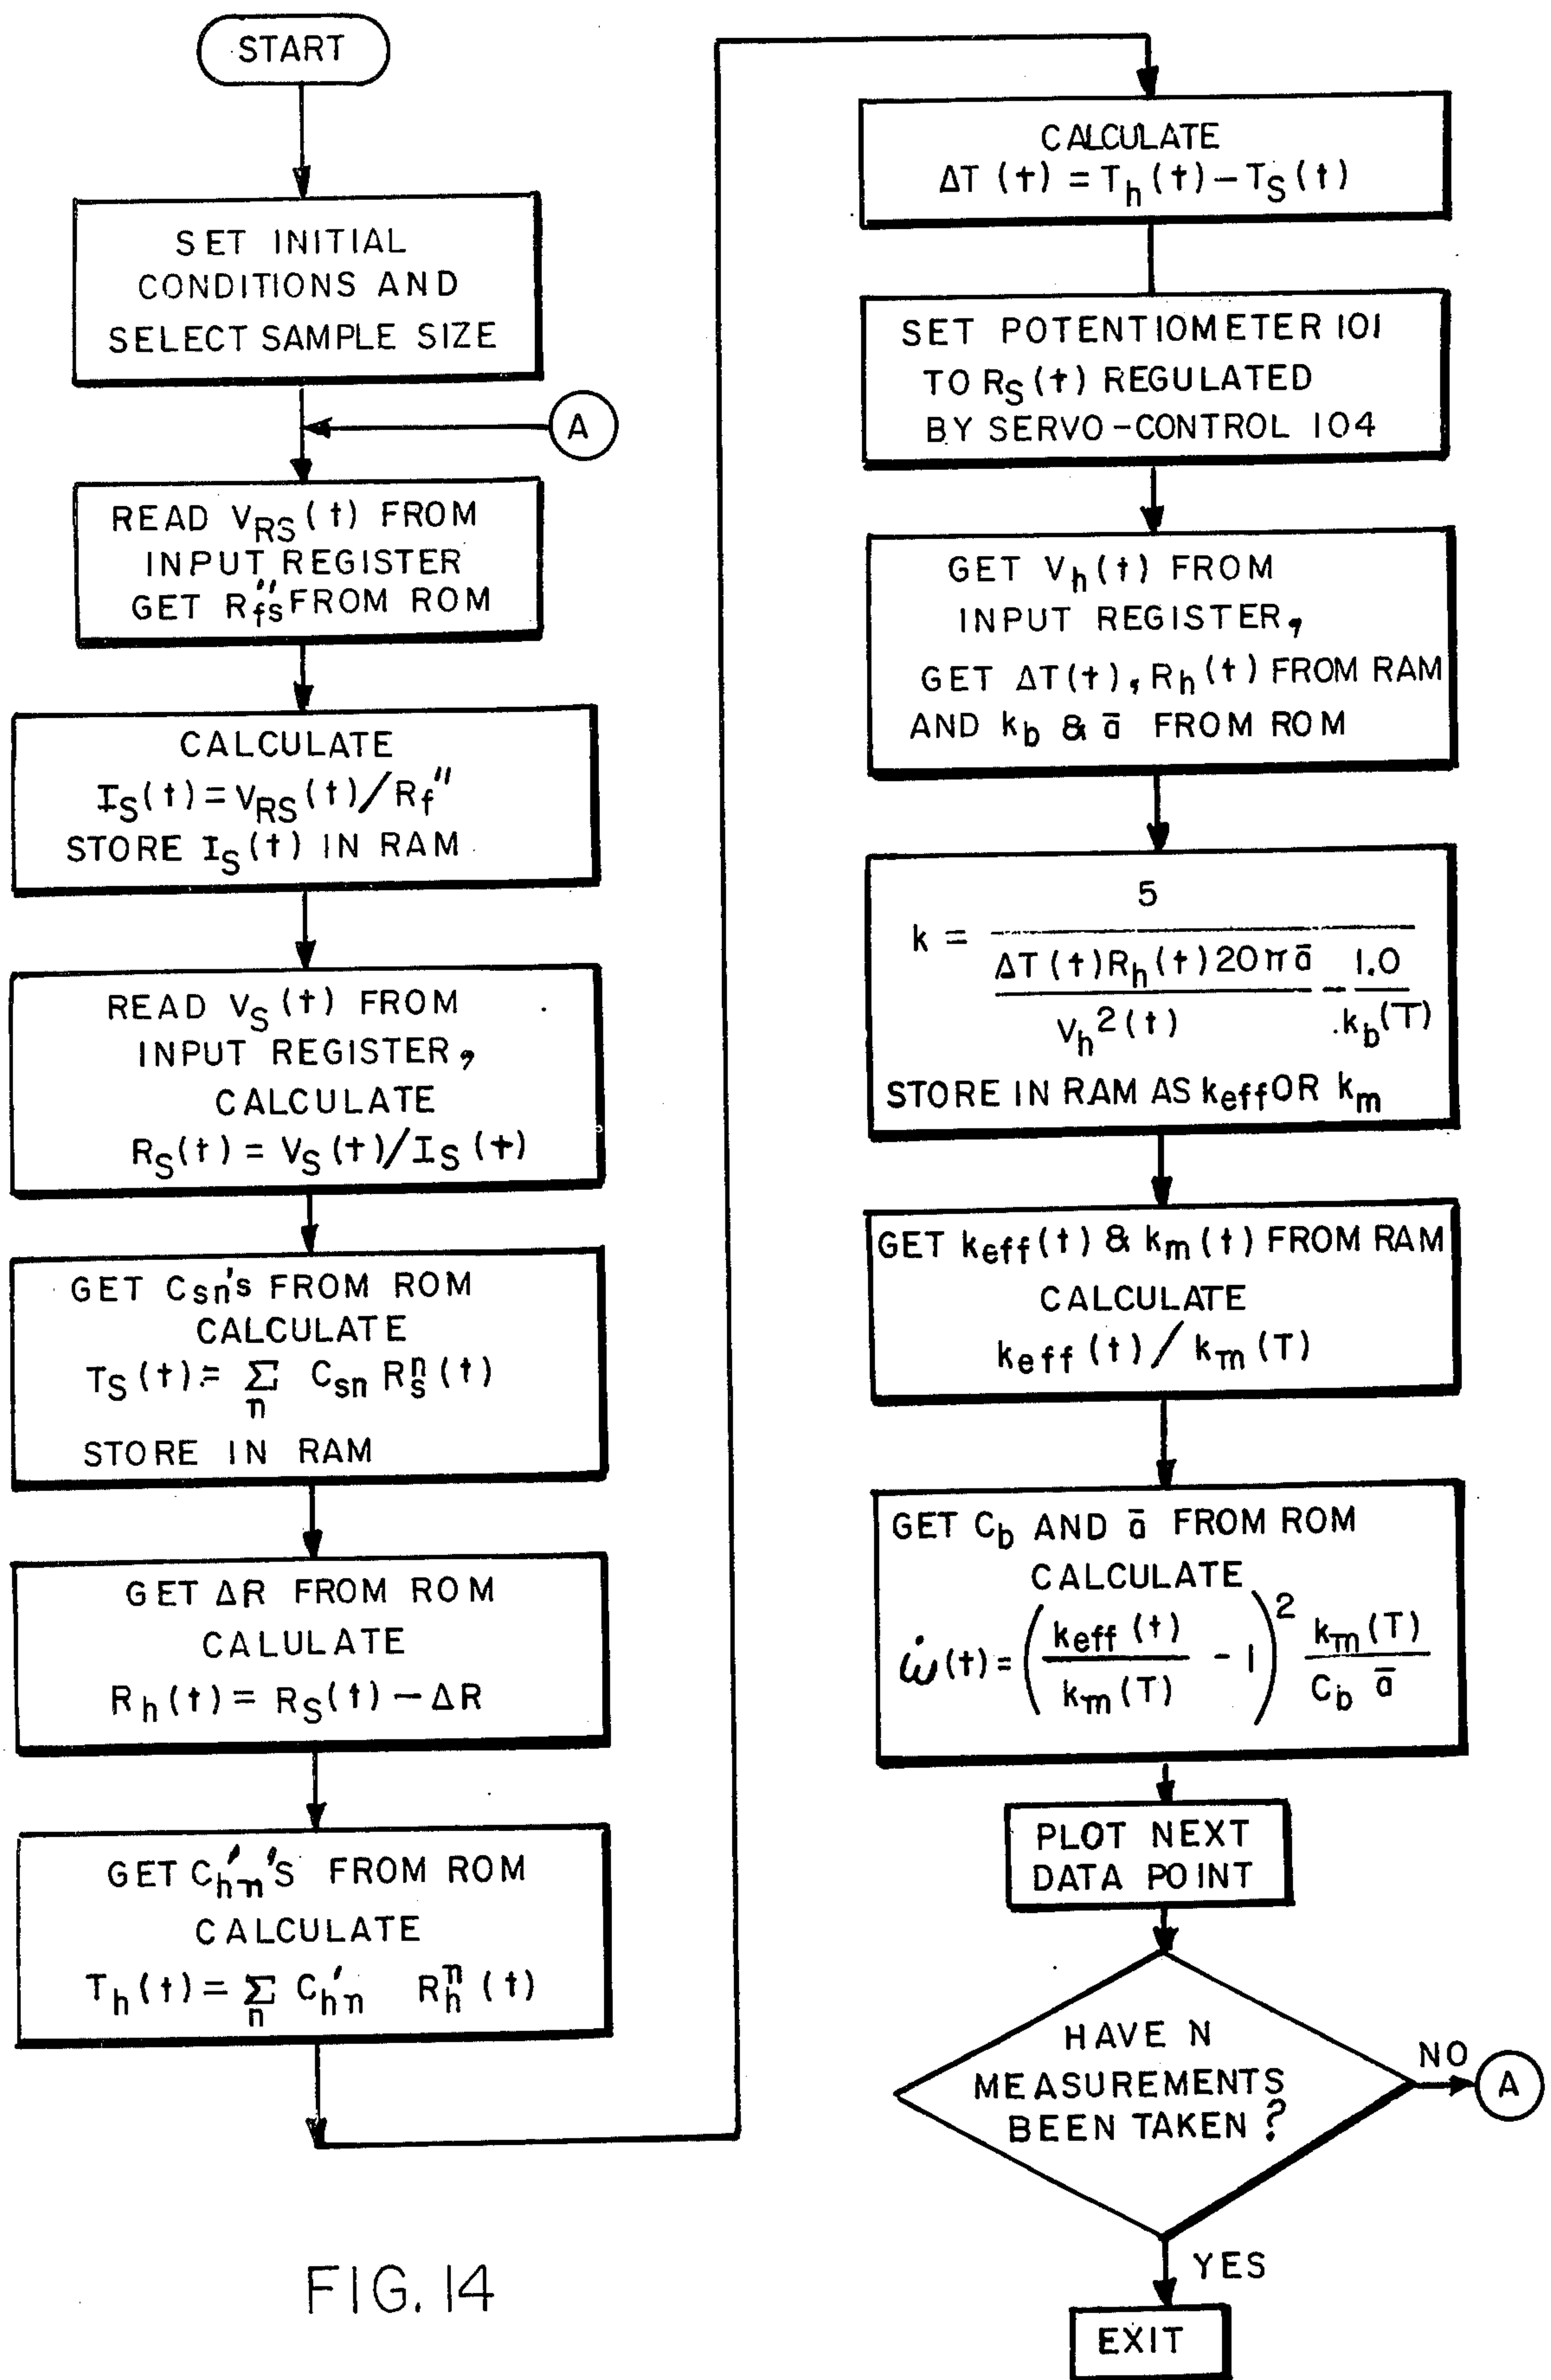 START
SET INITIAL
CONDITIONS AND
SELECT SAMPLE SIZE
A
READ V_RS(t) FROM
INPUT REGISTER
GET R_fs" FROM ROM
CALCULATE
I_S(t) = V_RS(t)/R_f"
STORE I_S(t) IN RAM
READ V_S(t) FROM
INPUT REGISTER,
CALCULATE
R_S(t) = V_S(t)/I_S(t)
GET C_sn's FROM ROM
CALCULATE
T_S(t) = Σ_n C_sn R_s^n(t)
STORE IN RAM
GET ΔR FROM ROM
CALULATE
R_h(t) = R_S(t) – ΔR
GET C_h'n'S FROM ROM
CALCULATE
T_h(t) = Σ_n C_h'n R_h^n(t)
CALCULATE
ΔT(t) = T_h(t) – T_S(t)
SET POTENTIOMETER 101
TO R_S(t) REGULATED
BY SERVO-CONTROL 104
GET V_h(t) FROM
INPUT REGISTER,
GET ΔT(t), R_h(t) FROM RAM
AND k_b & ā FROM ROM
5
k =
ΔT(t)R_h(t)20πā – 1.0
V_h^2(t) k_b(T)
STORE IN RAM AS k_eff OR k_m
GET k_eff(t) & k_m(t) FROM RAM
CALCULATE
k_eff(t)/k_m(T)
GET C_b AND ā FROM ROM
CALCULATE
ω̇(t) = (k_eff(t)/k_m(T) – 1)^2 k_m(T)/C_b ā
PLOT NEXT
DATA POINT
HAVE N
MEASUREMENTS
BEEN TAKEN?
NO
A
YES
EXIT
FIG. 14